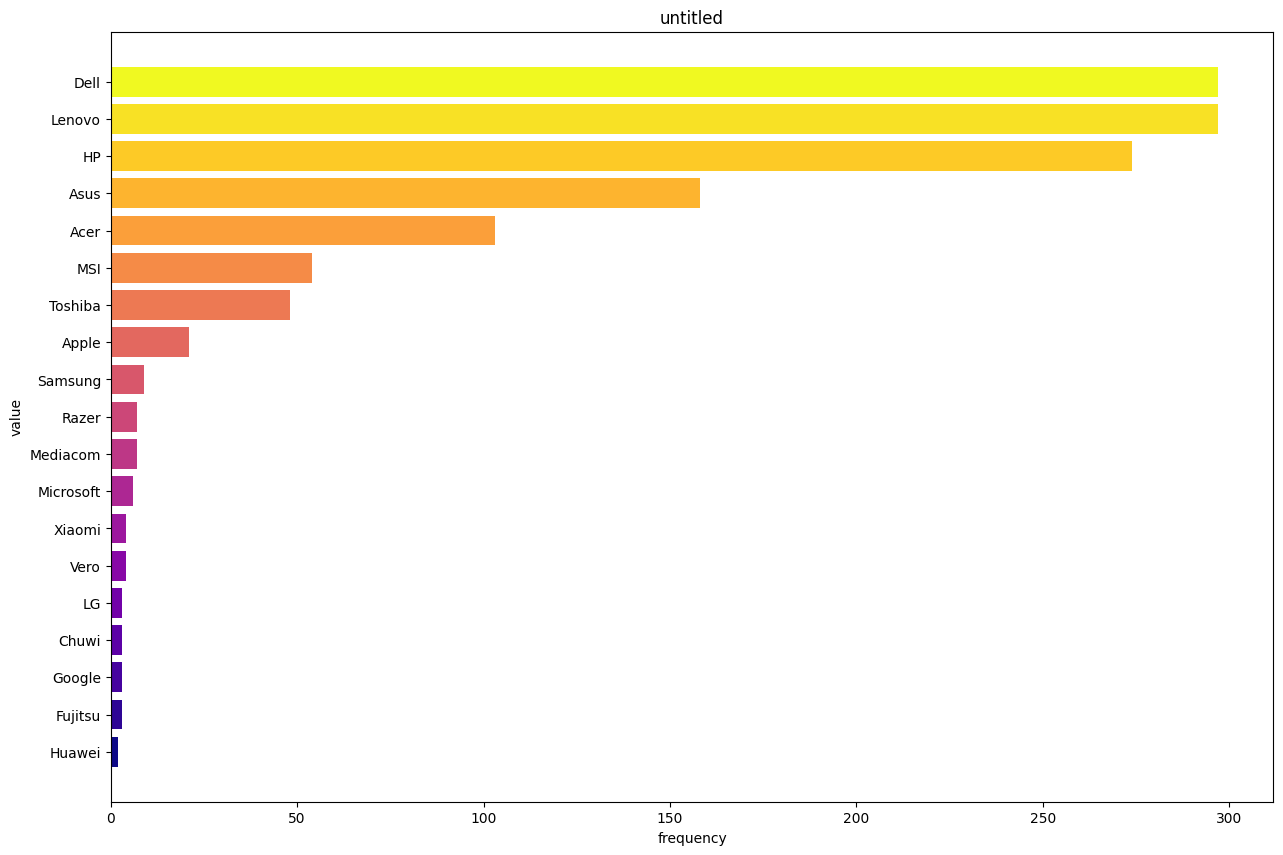 untitled
Dell
Lenovo
HP
Asus
Acer
MSI
Toshiba
Apple
Samsung
Razer
Mediacom
Microsoft
Xiaomi
Vero
LG
Chuwi
Google
Fujitsu
Huawei
value
0 50 100 150 200 250 300
frequency